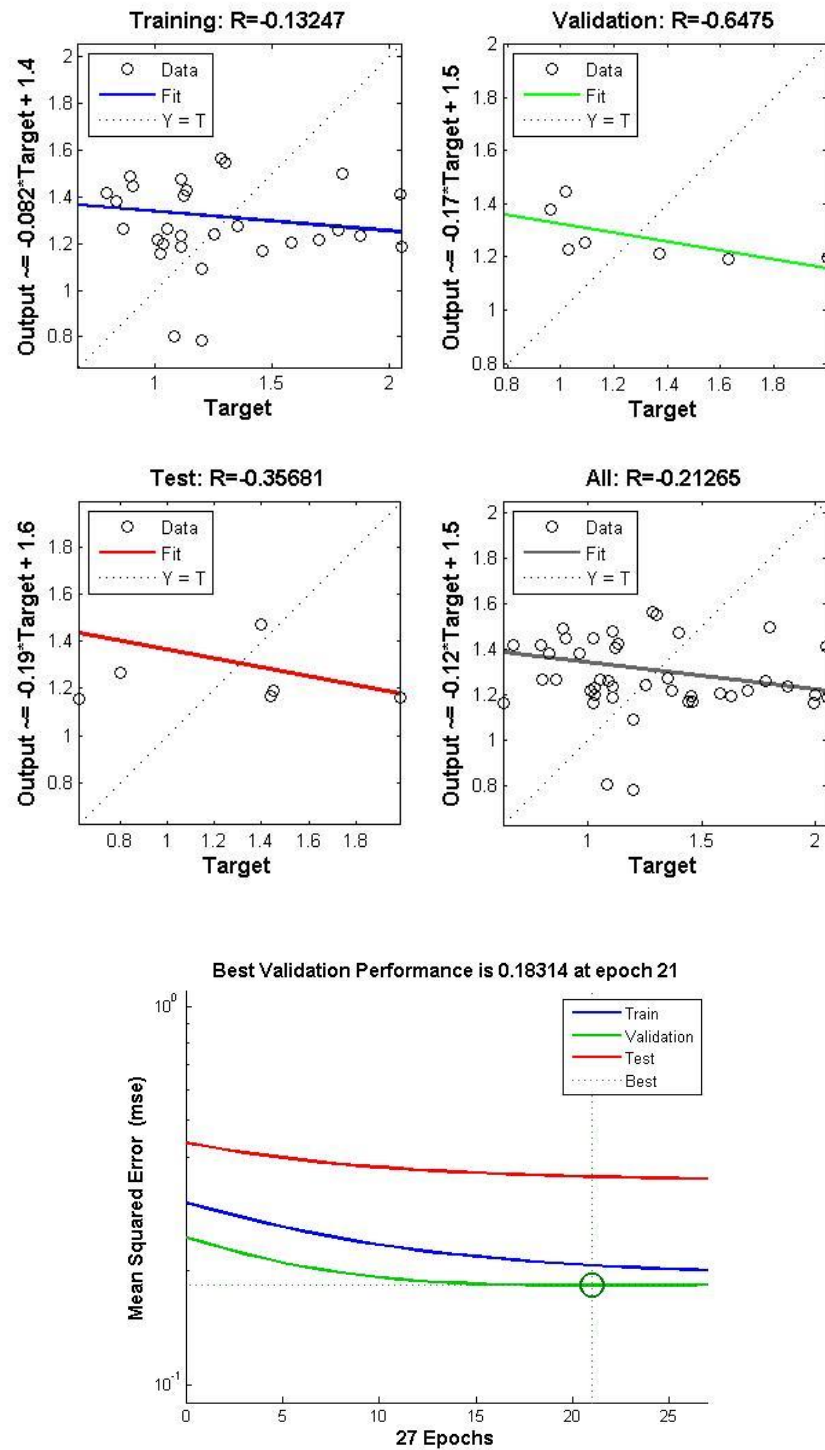 Training: R=-0.13247
Output ~= -0.082*Target + 1.4
2
1.8
1.6
1.4
1.2
1
0.8
Data
Fit
Y = T
1
1.5
2
Target
Validation: R=-0.6475
Output ~= -0.17*Target + 1.5
2
1.8
1.6
1.4
1.2
1
0.8
Data
Fit
Y = T
0.8
1
1.2
1.4
1.6
1.8
Target
Test: R=-0.35681
Output ~= -0.19*Target + 1.6
1.8
1.6
1.4
1.2
1
0.8
Data
Fit
Y = T
0.8
1
1.2
1.4
1.6
1.8
Target
All: R=-0.21265
Output ~= -0.12*Target + 1.5
2
1.8
1.6
1.4
1.2
1
0.8
Data
Fit
Y = T
1
1.5
2
Target
Best Validation Performance is 0.18314 at epoch 21
Mean Squared Error (mse)
10^0
10^-1
Train
Validation
Test
Best
0
5
10
15
20
25
27 Epochs